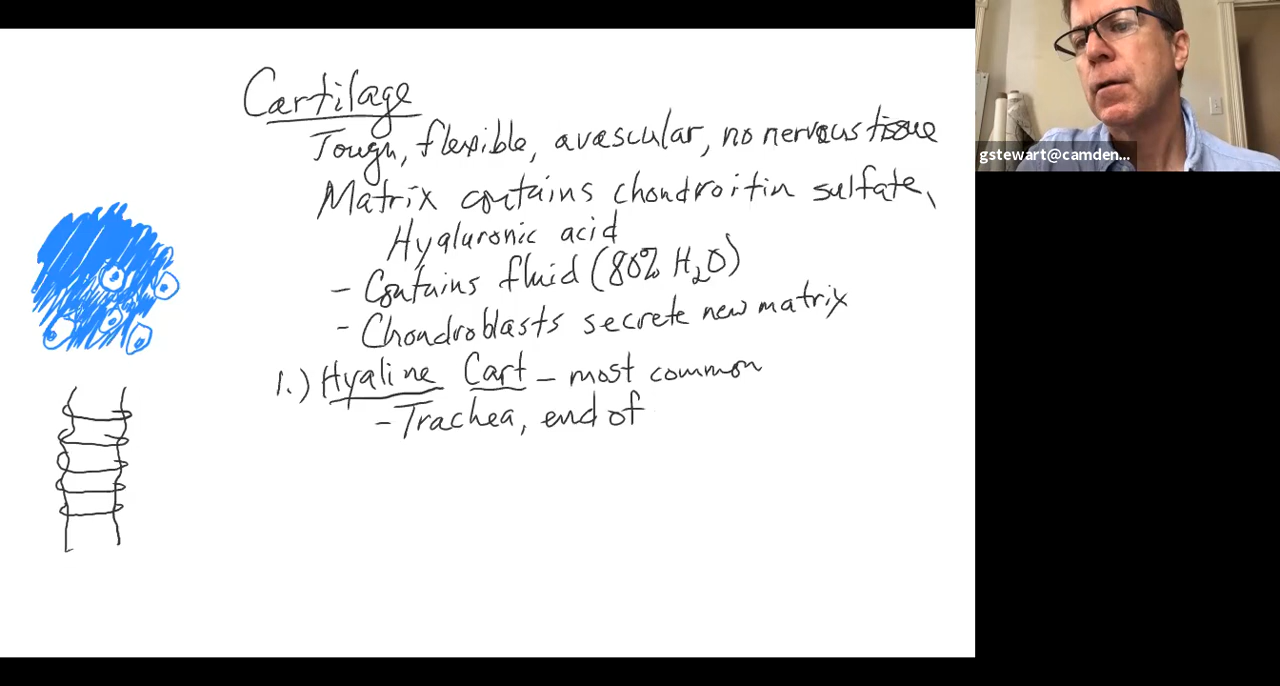 Cartilage
Tough, flexible, avascular, no nervous tissue
Matrix contains chondroitin sulfate,
Hyaluronic acid
- Contains fluid (80% H₂O)
- Chondroblasts secrete new matrix
1.) Hyaline Cart – most common
- Trachea, end of
gstewart@camden...